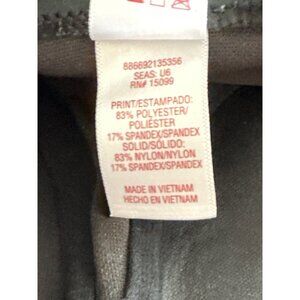 886692135356
SEAS: U6
RN# 15099
PRINT/ESTAMPADO:
83% POLYESTER/
POLIÉSTER
17% SPANDEX/SPANDEX
SOLID/SÓLIDO:
83% NYLON/NYLON
17% SPANDEX/SPANDEX
MADE IN VIETNAM
HECHO EN VIETNAM